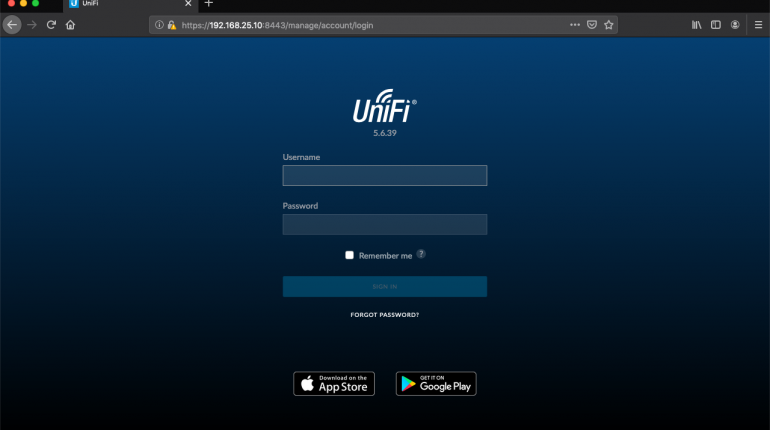 UniFi
https://192.168.25.10:8443/manage/account/login
UniFi®
5.6.39
Username
Password
Remember me ?
SIGN IN
FORGOT PASSWORD?
Download on the
App Store
GET IT ON
Google Play